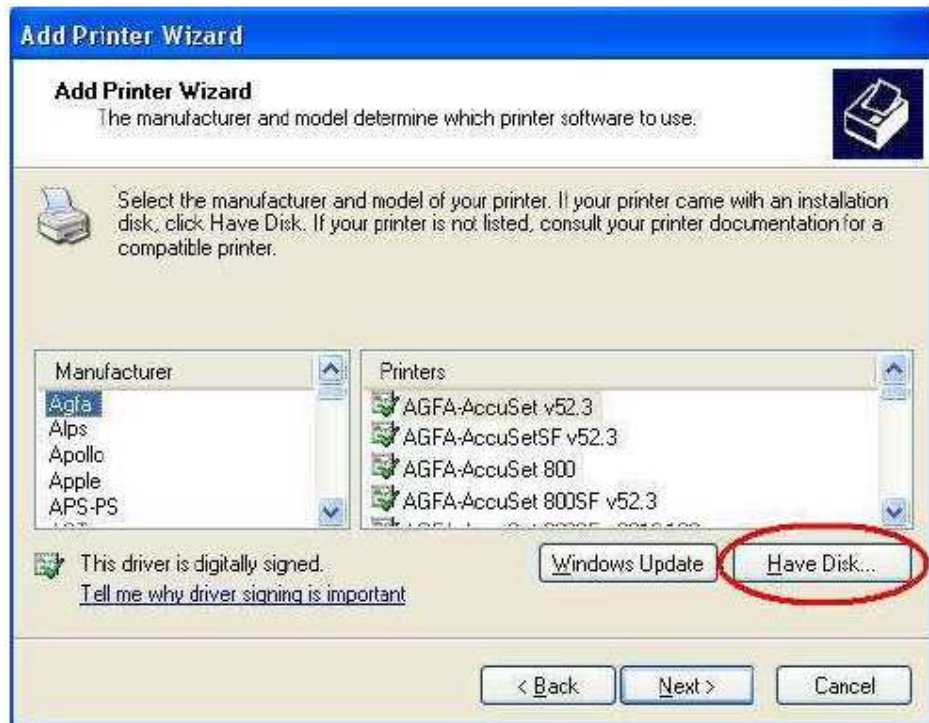 Add Printer Wizard
Add Printer Wizard
The manufacturer and model determine which printer software to use.
Select the manufacturer and model of your printer. If your printer came with an installation
disk, click Have Disk. If your printer is not listed, consult your printer documentation for a
compatible printer.
Manufacturer
Agfa
Alps
Apollo
Apple
APS-PS
Printers
AGFA-AccuSet v52.3
AGFA-AccuSetSF v52.3
AGFA-AccuSet 800
AGFA-AccuSet 800SF v52.3
This driver is digitally signed.
Tell me why driver signing is important
Windows Update
Have Disk...
< Back
Next >
Cancel